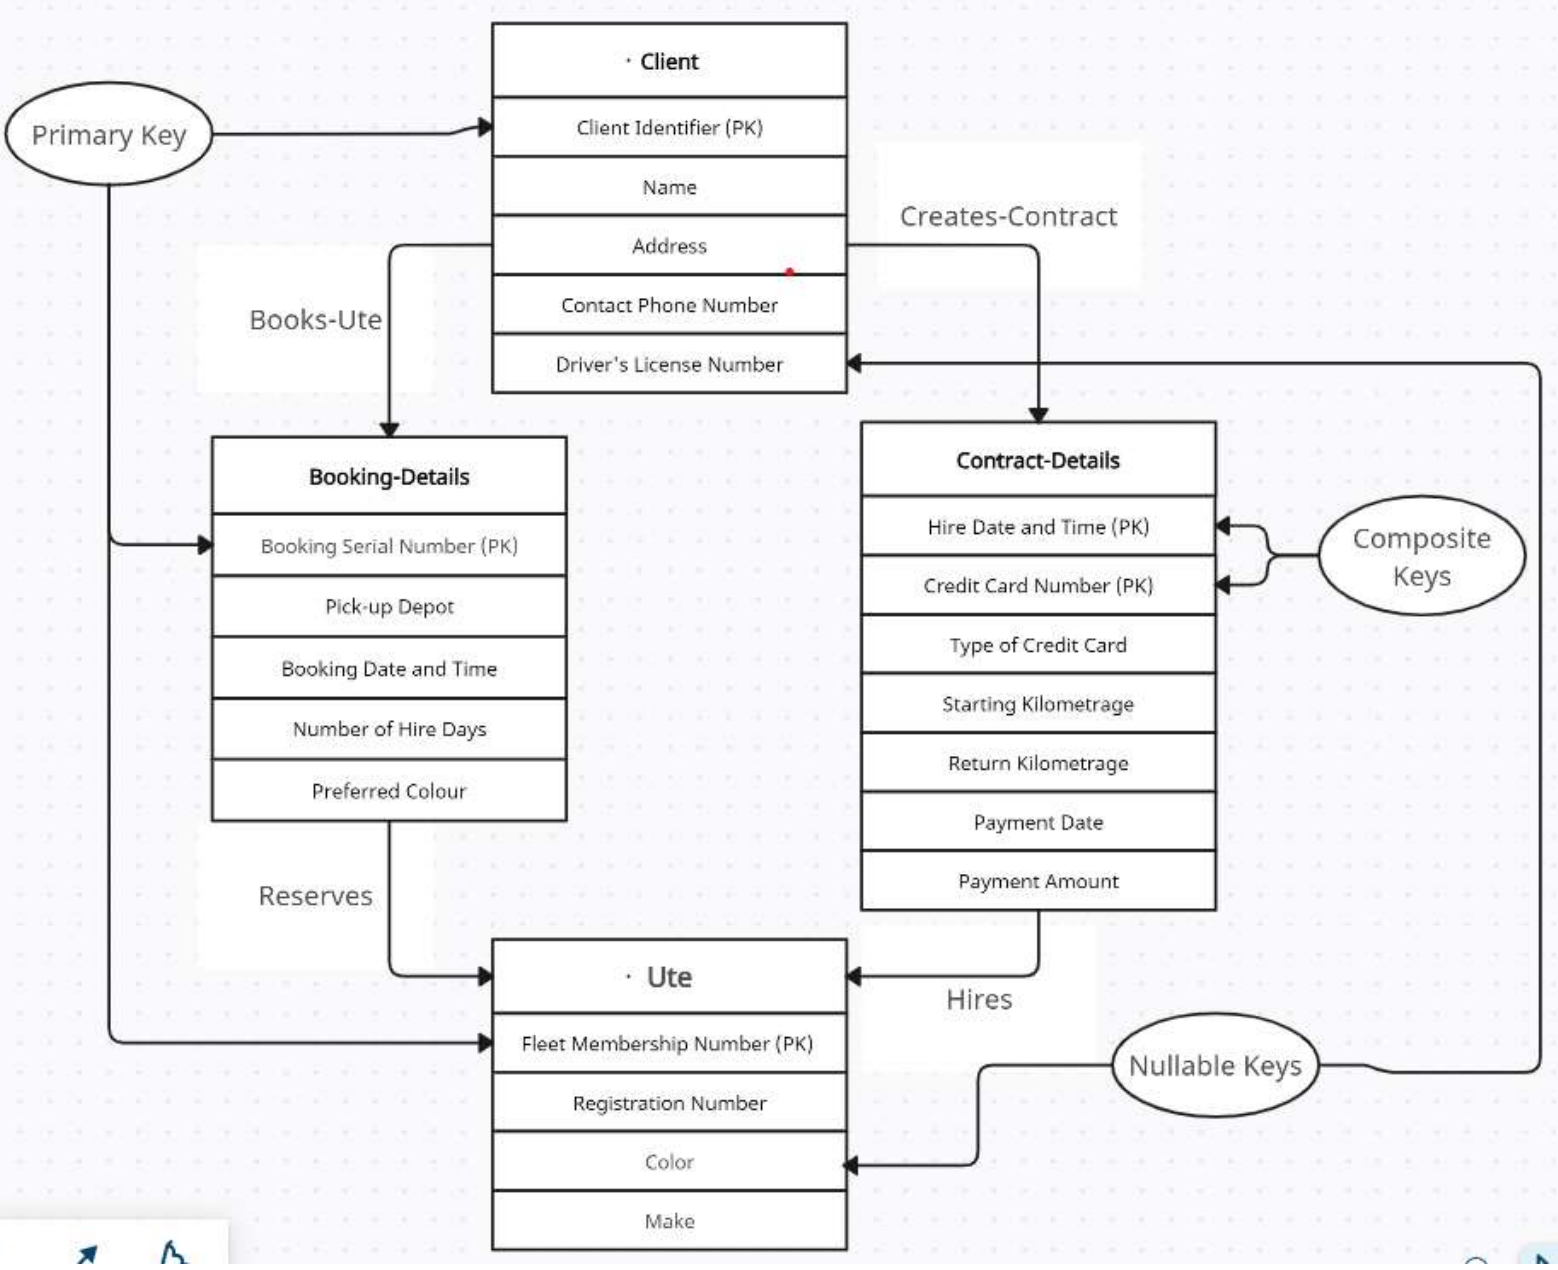 Client
Primary Key
Client Identifier (PK)
Name
Creates-Contract
Address
Contact Phone Number
Books-Ute
Driver's License Number
Booking-Details
Booking Serial Number (PK)
Pick-up Depot
Booking Date and Time
Number of Hire Days
Preferred Colour
Contract-Details
Hire Date and Time (PK)
Credit Card Number (PK)
Type of Credit Card
Starting Kilometrage
Return Kilometrage
Payment Date
Payment Amount
Composite
Keys
Reserves
Hires
Ute
Fleet Membership Number (PK)
Registration Number
Color
Make
Nullable Keys